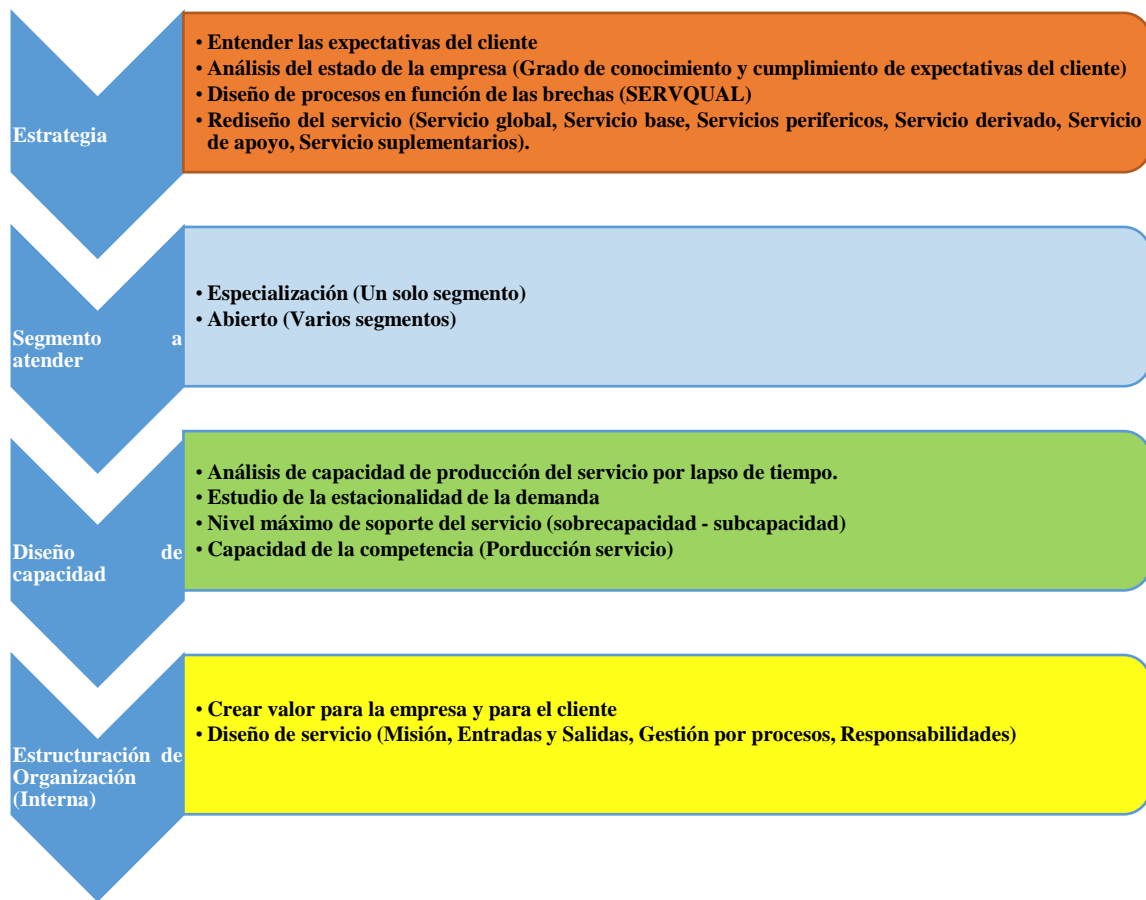 Estrategia
• Entender las expectativas del cliente
• Análisis del estado de la empresa (Grado de conocimiento y cumplimiento de expectativas del cliente)
• Diseño de procesos en función de las brechas (SERVQUAL)
• Rediseño del servicio (Servicio global, Servicio base, Servicios perifericos, Servicio derivado, Servicio
de apoyo, Servicio suplementarios).
Segmento a
atender
• Especialización (Un solo segmento)
• Abierto (Varios segmentos)
Diseño de
capacidad
• Análisis de capacidad de producción del servicio por lapso de tiempo.
• Estudio de la estacionalidad de la demanda
• Nivel máximo de soporte del servicio (sobrecapacidad - subcapacidad)
• Capacidad de la competencia (Porducción servicio)
Estructuración de
Organización
(Interna)
• Crear valor para la empresa y para el cliente
• Diseño de servicio (Misión, Entradas y Salidas, Gestión por procesos, Responsabilidades)